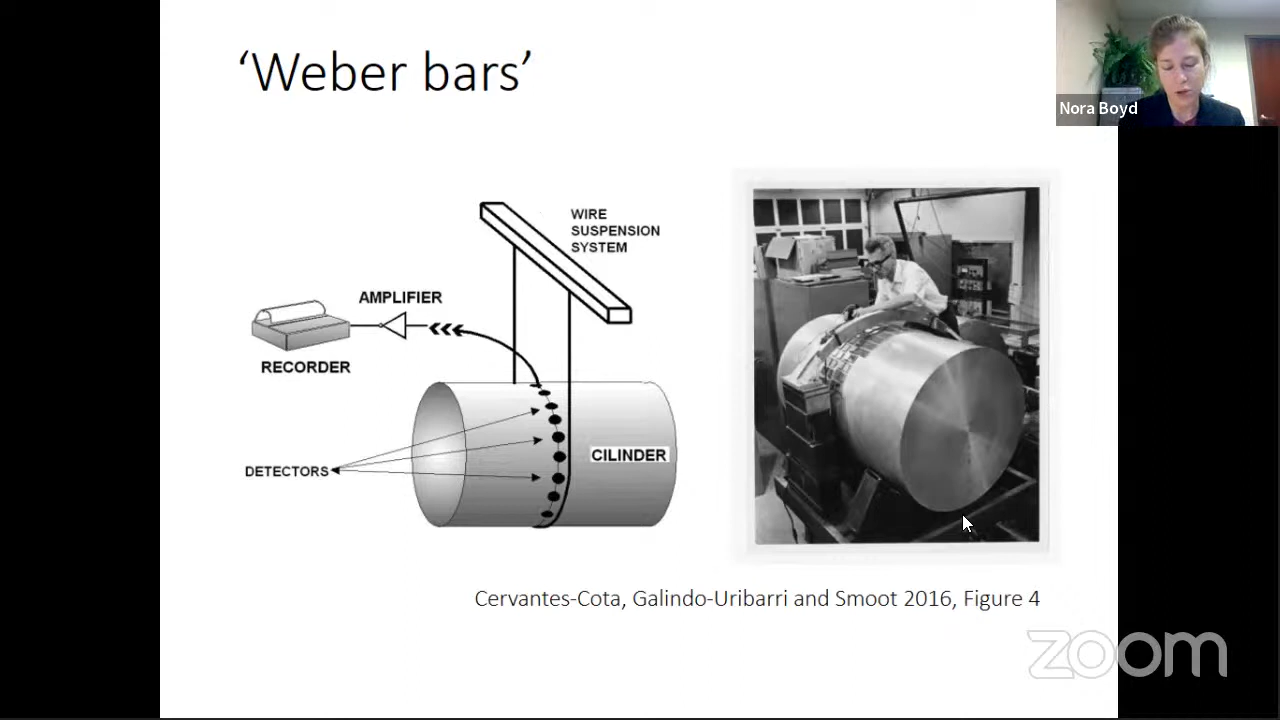 ‘Weber bars’
Nora Boyd
WIRE
SUSPENSION
SYSTEM
AMPLIFIER
RECORDER
DETECTORS
CILINDER
Cervantes-Cota, Galindo-Uribarri and Smoot 2016, Figure 4
zoom